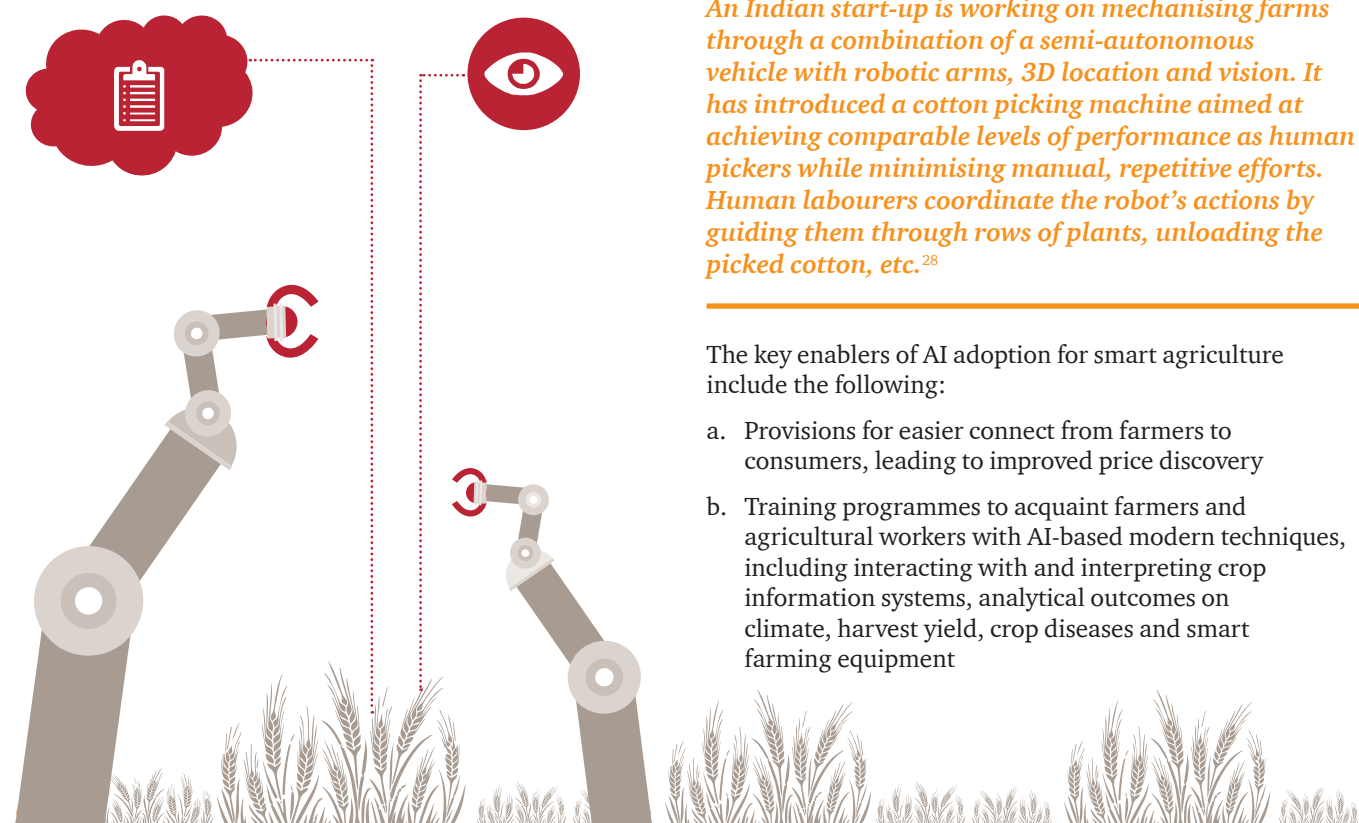 An Indian start-up is working on mechanising farms
through a combination of a semi-autonomous
vehicle with robotic arms, 3D location and vision. It
has introduced a cotton picking machine aimed at
achieving comparable levels of performance as human
pickers while minimising manual, repetitive efforts.
Human labourers coordinate the robot’s actions by
guiding them through rows of plants, unloading the
picked cotton, etc.28
The key enablers of AI adoption for smart agriculture
include the following:
a. Provisions for easier connect from farmers to
consumers, leading to improved price discovery
b. Training programmes to acquaint farmers and
agricultural workers with AI-based modern techniques,
including interacting with and interpreting crop
information systems, analytical outcomes on
climate, harvest yield, crop diseases and smart
farming equipment